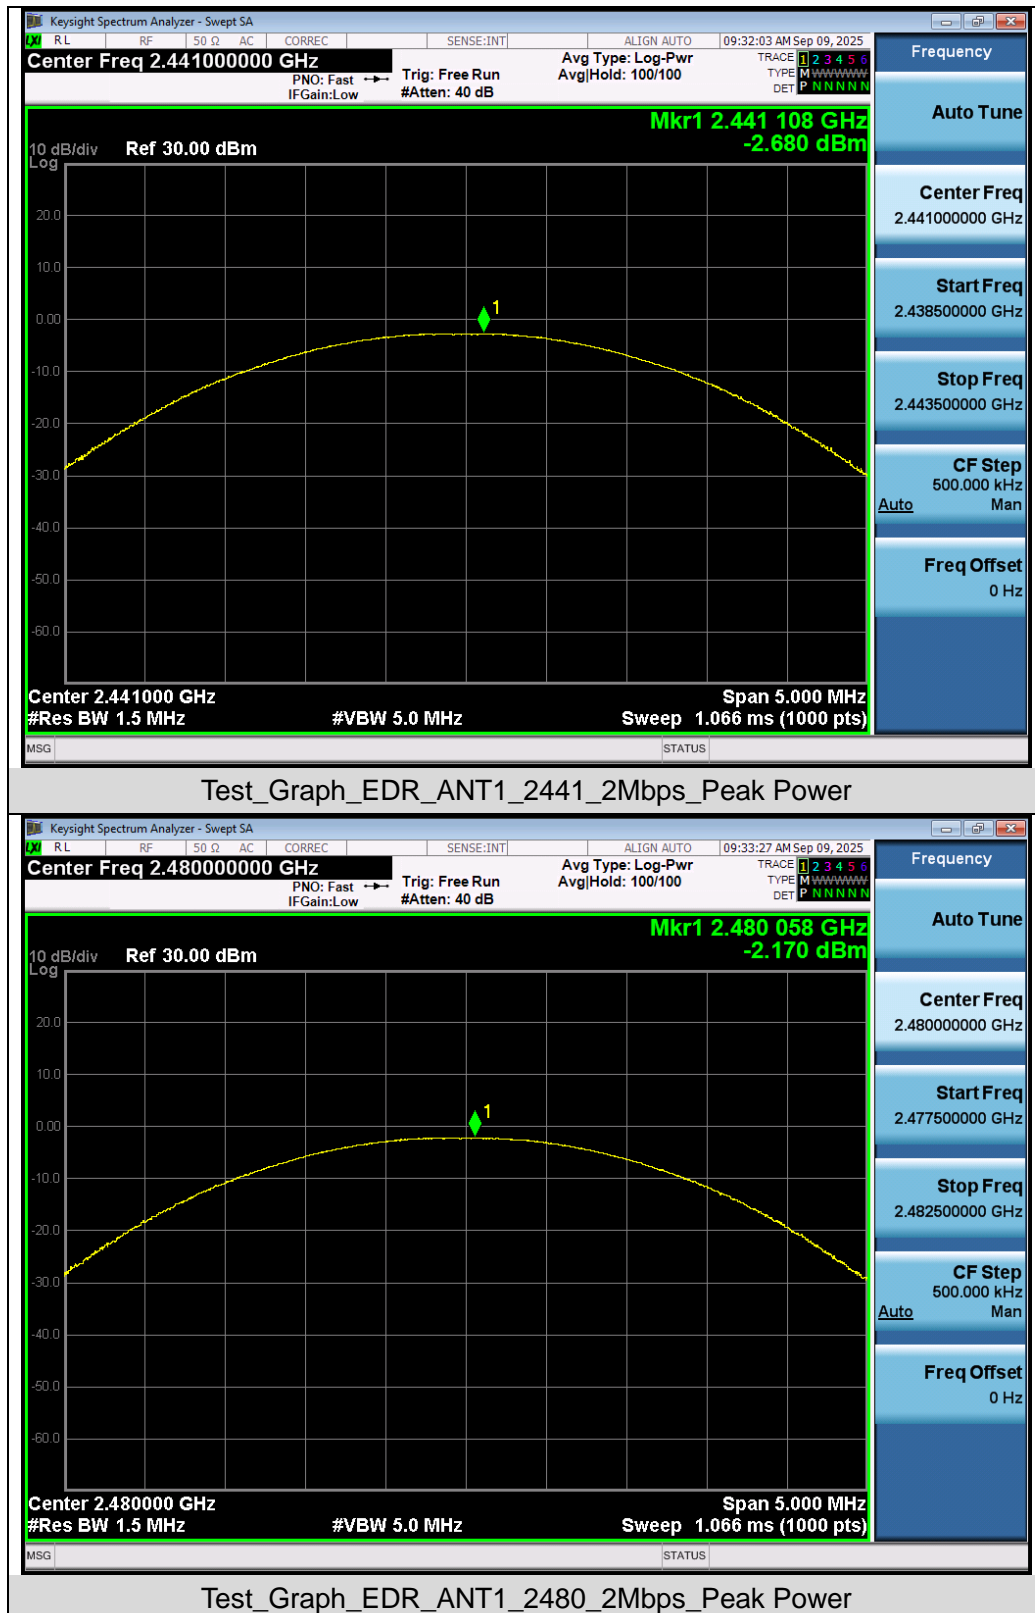 Keysight Spectrum Analyzer - Swept SA
LXI RL RF 50 Ω AC CORREC SENSE:INT ALIGN AUTO 09:32:03 AM Sep 09, 2025
Center Freq 2.441000000 GHz
PNO: Fast
IFGain:Low
Trig: Free Run
#Atten: 40 dB
Avg Type: Log-Pwr
Avg|Hold: 100/100
TRACE 1 2 3 4 5 6
TYPE M WWWWW
DET P N N N N N
Mkr1 2.441 108 GHz
-2.680 dBm
10 dB/div Ref 30.00 dBm
Log
20.0
10.0
0.00
-10.0
-20.0
-30.0
-40.0
-50.0
-60.0
1
Center 2.441000 GHz Span 5.000 MHz
#Res BW 1.5 MHz #VBW 5.0 MHz Sweep 1.066 ms (1000 pts)
MSG STATUS
Frequency
Auto Tune
Center Freq
2.441000000 GHz
Start Freq
2.438500000 GHz
Stop Freq
2.443500000 GHz
CF Step
500.000 kHz
Auto Man
Freq Offset
0 Hz
Test_Graph_EDR_ANT1_2441_2Mbps_Peak Power
Keysight Spectrum Analyzer - Swept SA
LXI RL RF 50 Ω AC CORREC SENSE:INT ALIGN AUTO 09:33:27 AM Sep 09, 2025
Center Freq 2.480000000 GHz
PNO: Fast
IFGain:Low
Trig: Free Run
#Atten: 40 dB
Avg Type: Log-Pwr
Avg|Hold: 100/100
TRACE 1 2 3 4 5 6
TYPE M WWWWW
DET P N N N N N
Mkr1 2.480 058 GHz
-2.170 dBm
10 dB/div Ref 30.00 dBm
Log
20.0
10.0
0.00
-10.0
-20.0
-30.0
-40.0
-50.0
-60.0
1
Center 2.480000 GHz Span 5.000 MHz
#Res BW 1.5 MHz #VBW 5.0 MHz Sweep 1.066 ms (1000 pts)
MSG STATUS
Frequency
Auto Tune
Center Freq
2.480000000 GHz
Start Freq
2.477500000 GHz
Stop Freq
2.482500000 GHz
CF Step
500.000 kHz
Auto Man
Freq Offset
0 Hz
Test_Graph_EDR_ANT1_2480_2Mbps_Peak Power